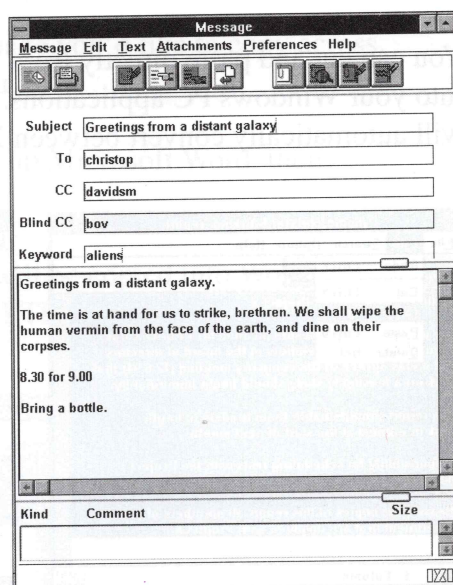 Message
Message Edit Text Attachments Preferences Help
Subject Greetings from a distant galaxy
To christop
CC davidsm
Blind CC bov
Keyword aliens
Greetings from a distant galaxy.
The time is at hand for us to strike, brethren. We shall wipe the
human vermin from the face of the earth, and dine on their
corpses.
8.30 for 9.00
Bring a bottle.
Kind Comment Size